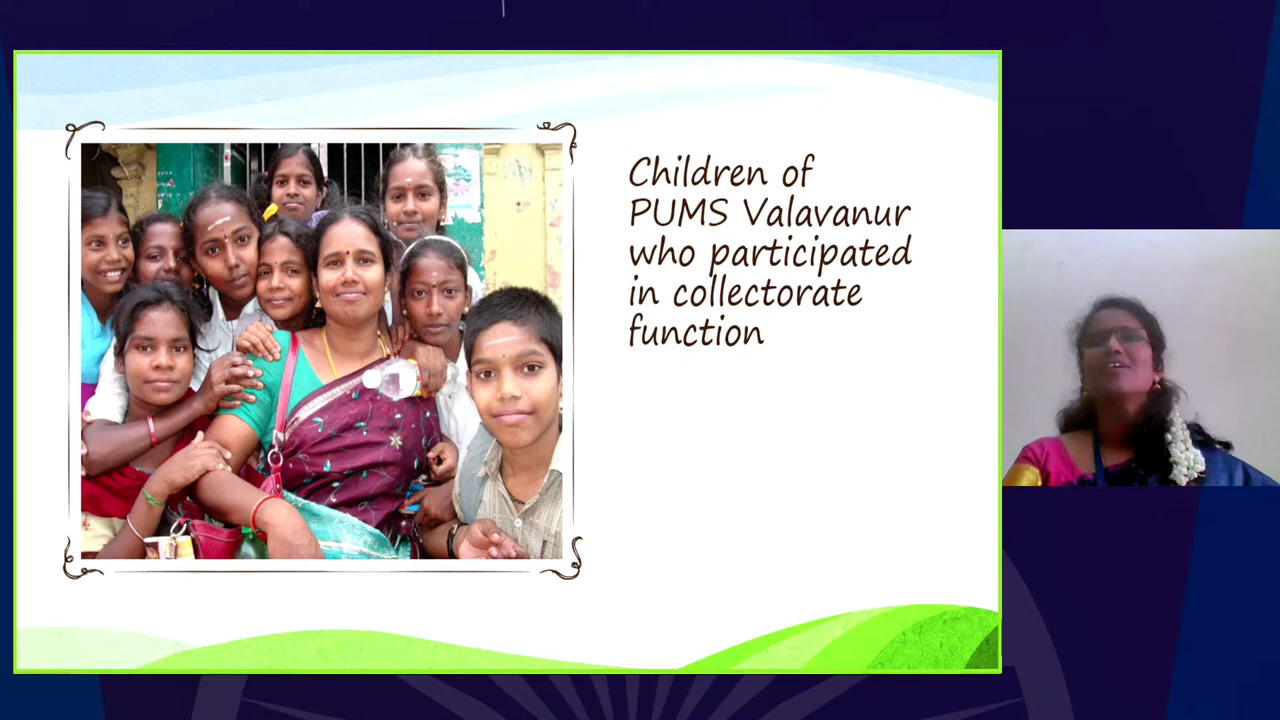 Children of
PUMS Valavanur
who participated
in collectorate
function